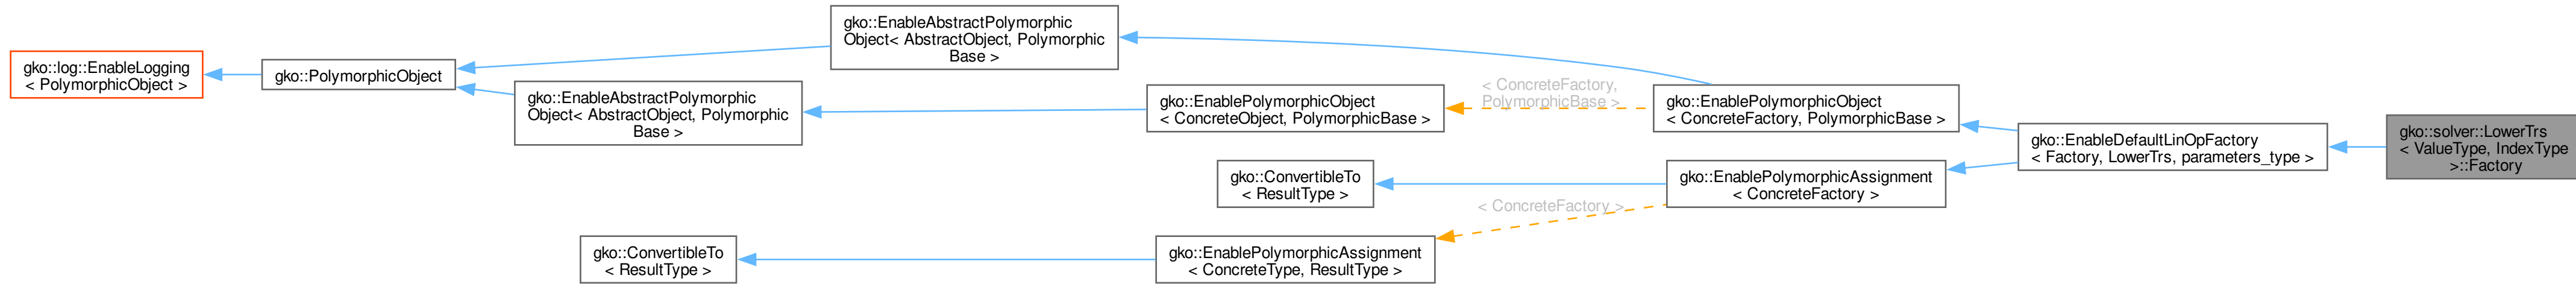 gko::log::EnableLogging
< PolymorphicObject >
gko::PolymorphicObject
gko::EnableAbstractPolymorphic
Object< AbstractObject, Polymorphic
Base >
gko::EnableAbstractPolymorphic
Object< AbstractObject, Polymorphic
Base >
gko::EnablePolymorphicObject
< ConcreteObject, PolymorphicBase >
< ConcreteFactory,
PolymorphicBase >
gko::EnablePolymorphicObject
< ConcreteFactory, PolymorphicBase >
gko::ConvertibleTo
< ResultType >
gko::EnablePolymorphicAssignment
< ConcreteFactory >
< ConcreteFactory >
gko::ConvertibleTo
< ResultType >
gko::EnablePolymorphicAssignment
< ConcreteType, ResultType >
gko::EnableDefaultLinOpFactory
< Factory, LowerTrs, parameters_type >
gko::solver::LowerTrs
< ValueType, IndexType
>::Factory